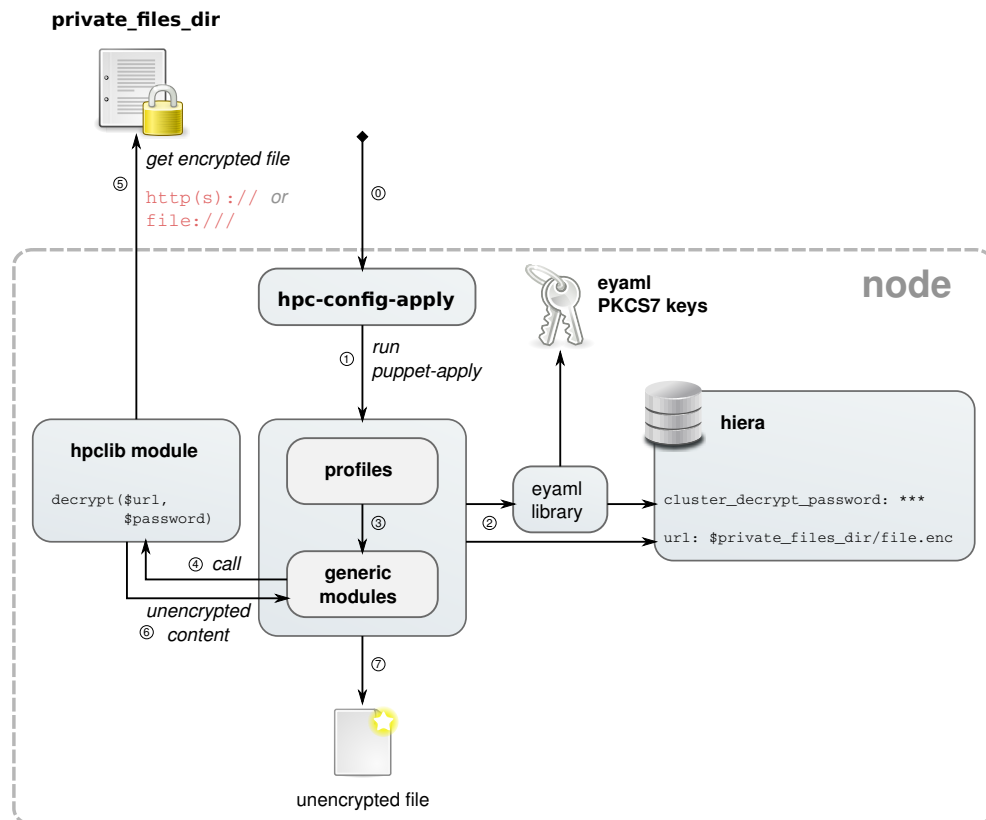 private_files_dir
get encrypted file
⑤
http(s):// or
file:///
⓪
node
hpc-config-apply
eyaml
PKCS7 keys
①
run
puppet-apply
hiera
hpclib module
decrypt($url,
$password)
profiles
eyaml
library
cluster_decrypt_password: ***
②
③
url: $private_files_dir/file.enc
④ call
generic
modules
unencrypted
⑥ content
⑦
unencrypted file